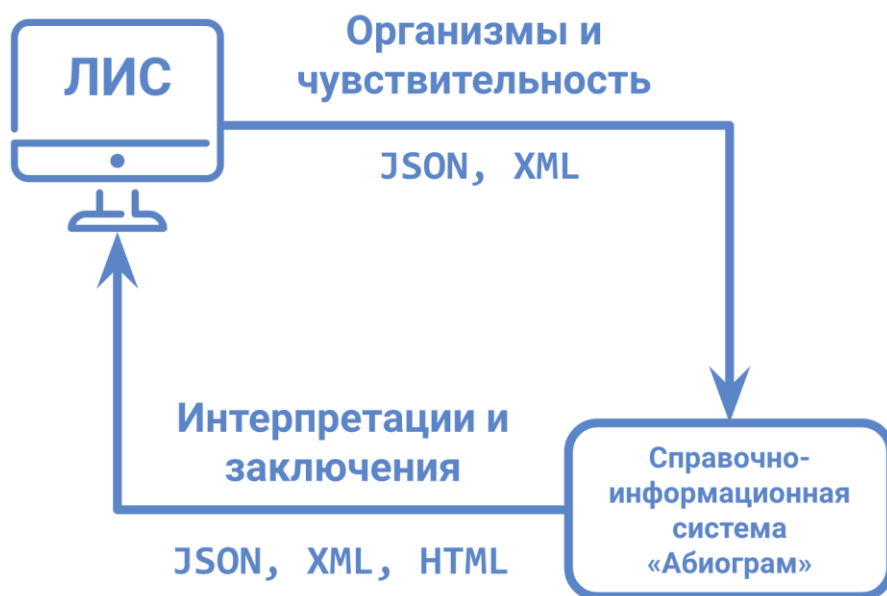 ЛИС
Организмы и
чувствительность
JSON, XML
Интерпретации и
заключения
JSON, XML, HTML
Справочно-
информационная
система
«Абиограм»